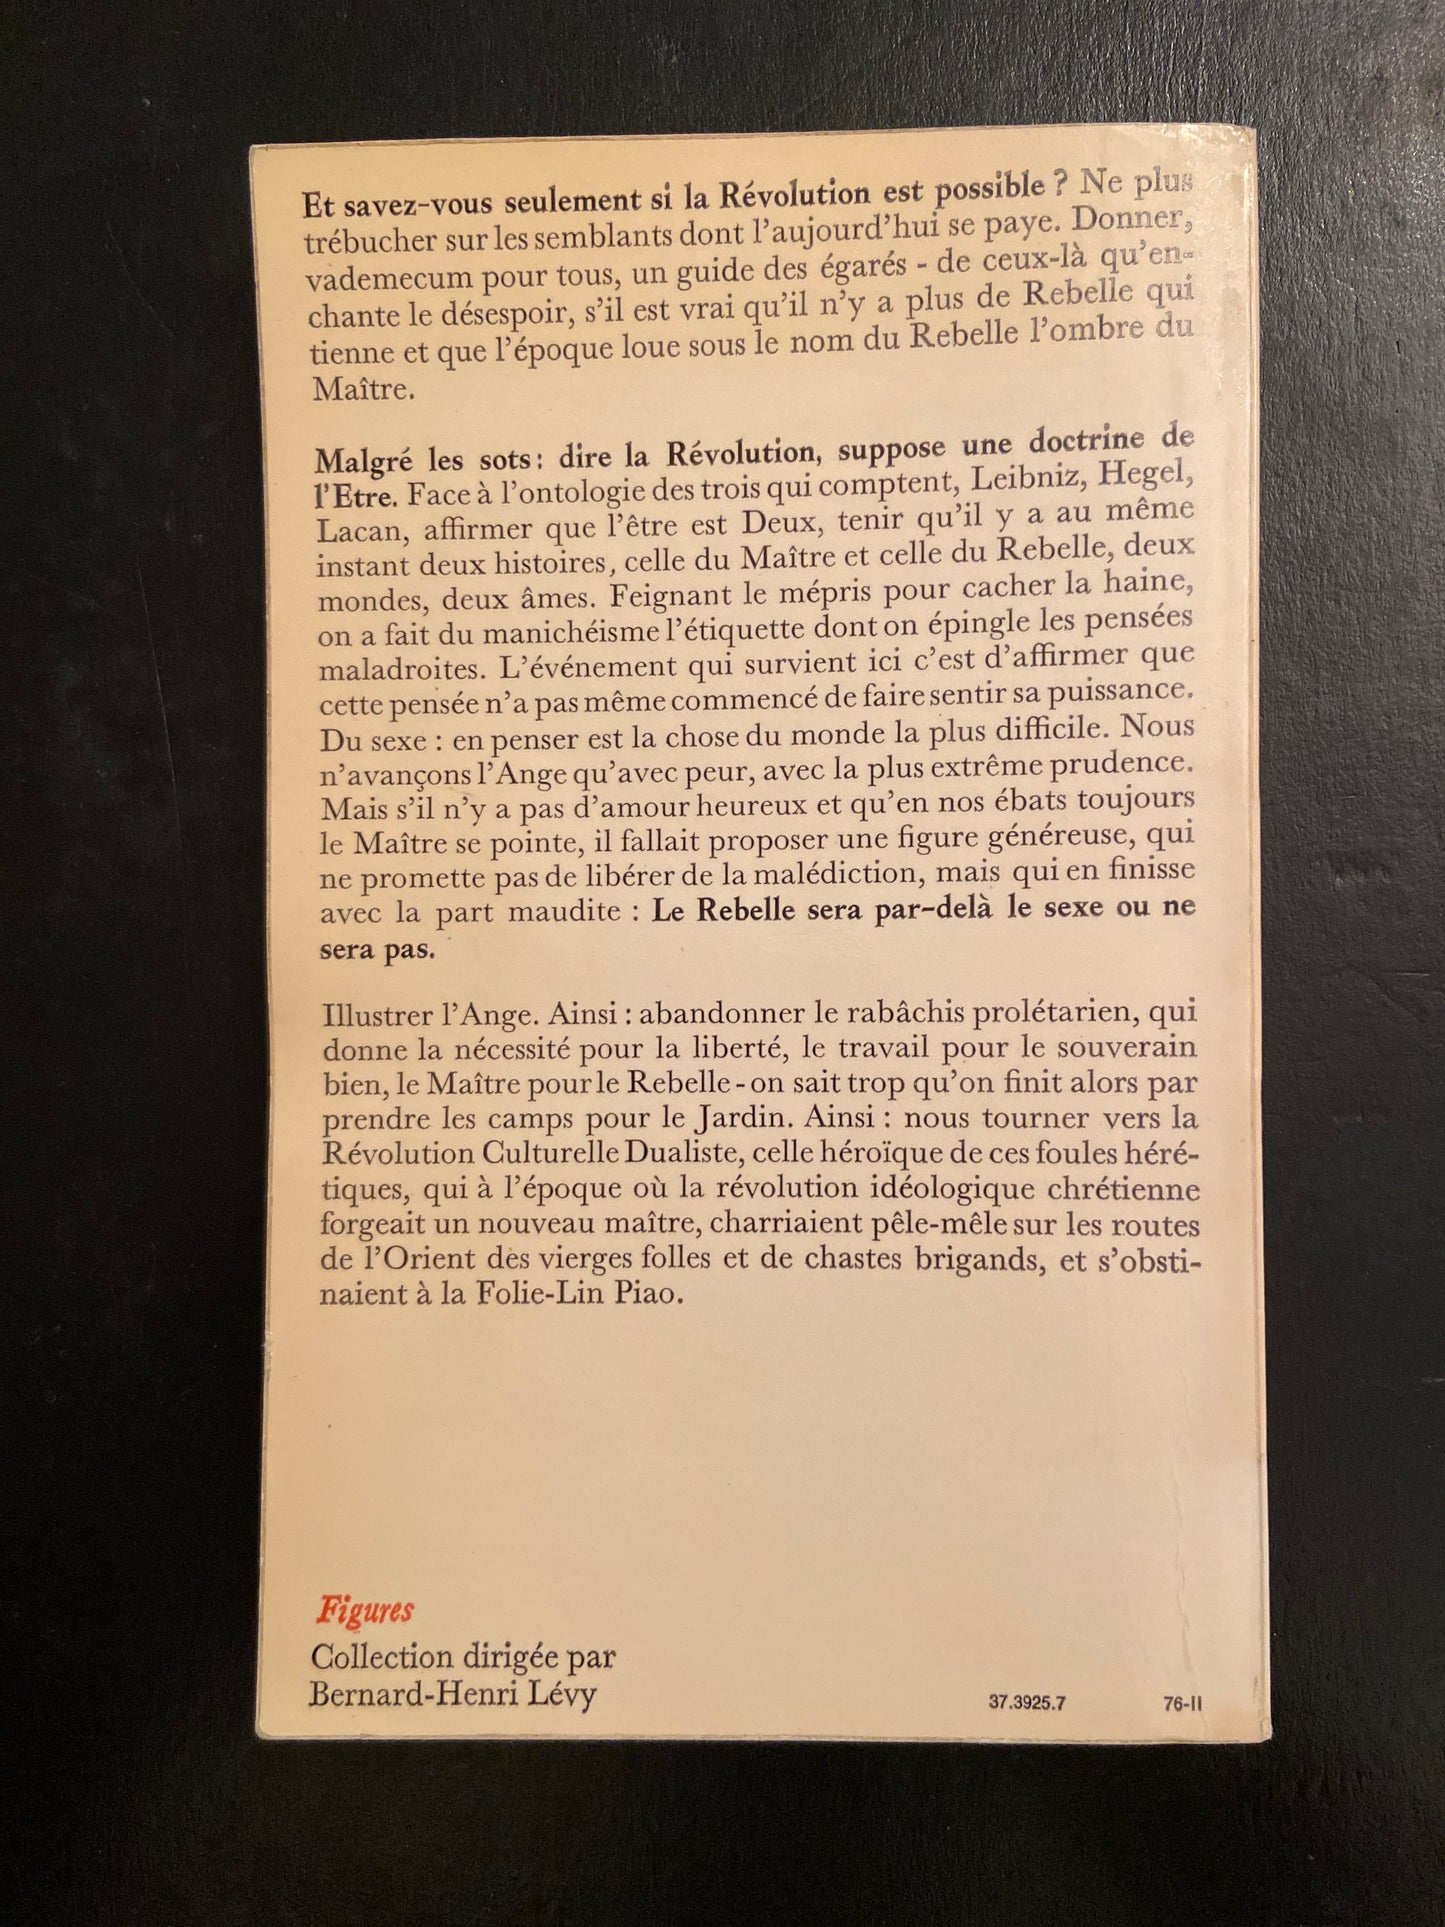 Et savez-vous seulement si la Révolution est possible ? Ne plus
trébucher sur les semblants dont l'aujourd'hui se paye. Donner,
vademecum pour tous, un guide des égarés - de ceux-là qu'en-
chante le désespoir, s'il est vrai qu'il n'y a plus de Rebelle qui
tienne et que l'époque loue sous le nom du Rebelle l'ombre du
Maître.
Malgré les sots : dire la Révolution, suppose une doctrine de
l'Etre. Face à l'ontologie des trois qui comptent, Leibniz, Hegel,
Lacan, affirmer que l'être est Deux, tenir qu'il y a au même
instant deux histoires, celle du Maître et celle du Rebelle, deux
mondes, deux âmes. Feignant le mépris pour cacher la haine,
on a fait du manichéisme l'étiquette dont on épingle les pensées
maladroites. L'événement qui survient ici c'est d'affirmer que
cette pensée n'a pas même commencé de faire sentir sa puissance.
Du sexe : en penser est la chose du monde la plus difficile. Nous
n'avançons l'Ange qu'avec peur, avec la plus extrême prudence.
Mais s'il n'y a pas d'amour heureux et qu'en nos ébats toujours
le Maître se pointe, il fallait proposer une figure généreuse, qui
ne promette pas de libérer de la malédiction, mais qui en finisse
avec la part maudite : Le Rebelle sera par-delà le sexe ou ne
sera pas.
Illustrer l'Ange. Ainsi : abandonner le rabâchis prolétarien, qui
donne la nécessité pour la liberté, le travail pour le souverain
bien, le Maître pour le Rebelle - on sait trop qu'on finit alors par
prendre les camps pour le Jardin. Ainsi : nous tourner vers la
Révolution Culturelle Dualiste, celle héroïque de ces foules héré-
tiques, qui à l'époque où la révolution idéologique chrétienne
forgeait un nouveau maître, charriaient pêle-mêle sur les routes
de l'Orient des vierges folles et de chastes brigands, et s'obsti-
naient à la Folie-Lin Piao.
Figures
Collection dirigée par
Bernard-Henri Lévy
37.3925.7 76-II